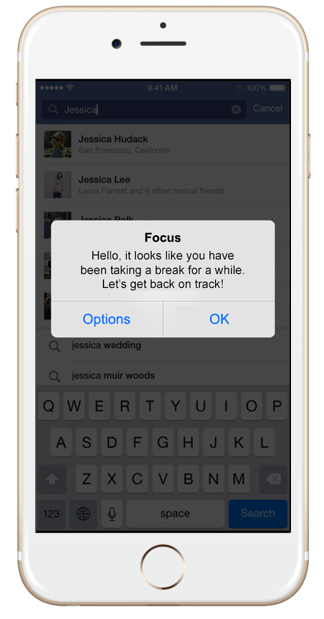 9:41 AM 100%
Jessica Cancel
Jessica Hudack
San Francisco, California
Jessica Lee
Laura Forrest and 4 other mutual friends
Focus
Hello, it looks like you have
been taking a break for a while.
Let's get back on track!
Options OK
jessica wedding
jessica muir woods
Q W E R T Y U I O P
A S D F G H J K L
Z X C V B N M
123 space Search